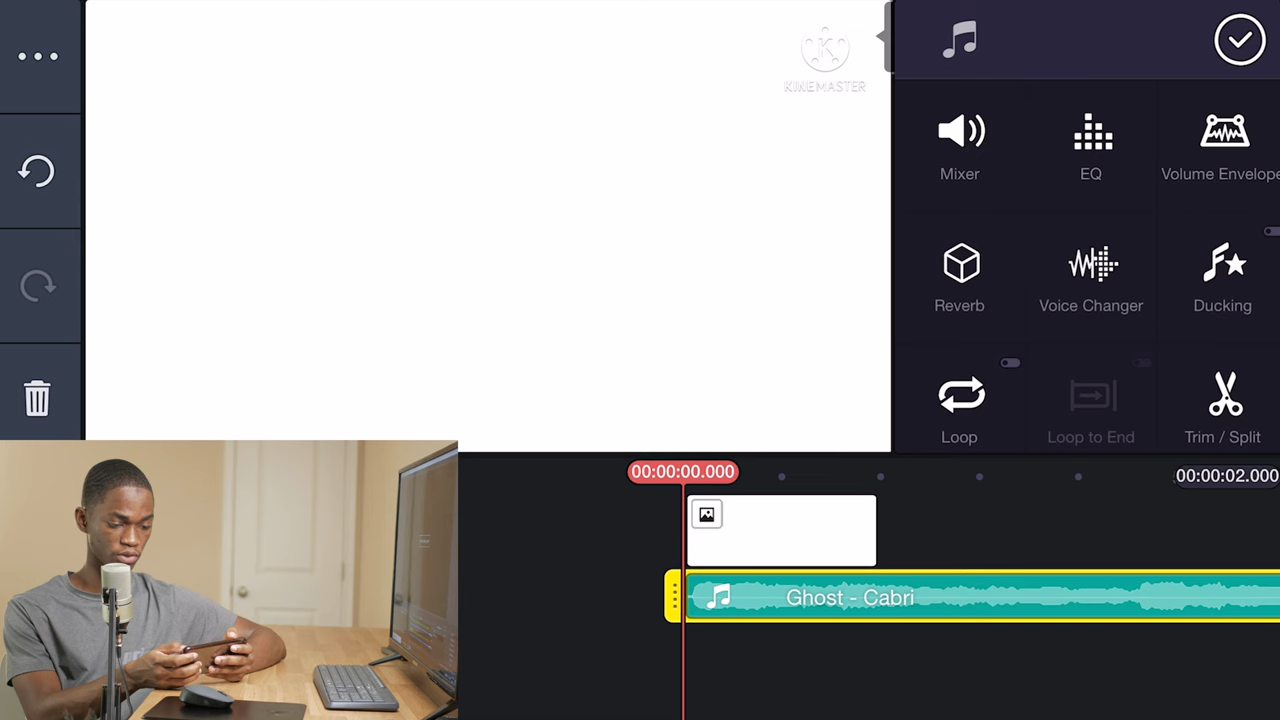 KINEMASTER
Mixer
EQ
Volume Envelope
Reverb
Voice Changer
Ducking
Loop
Loop to End
Trim / Split
00:00:00.000
00:00:02.000
Ghost - Cabri